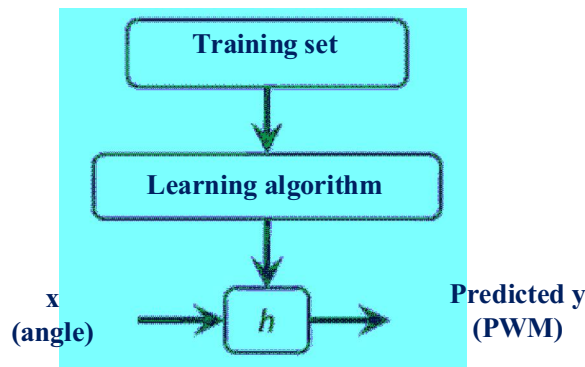 Training set
Learning algorithm
x
(angle)
h
Predicted y
(PWM)